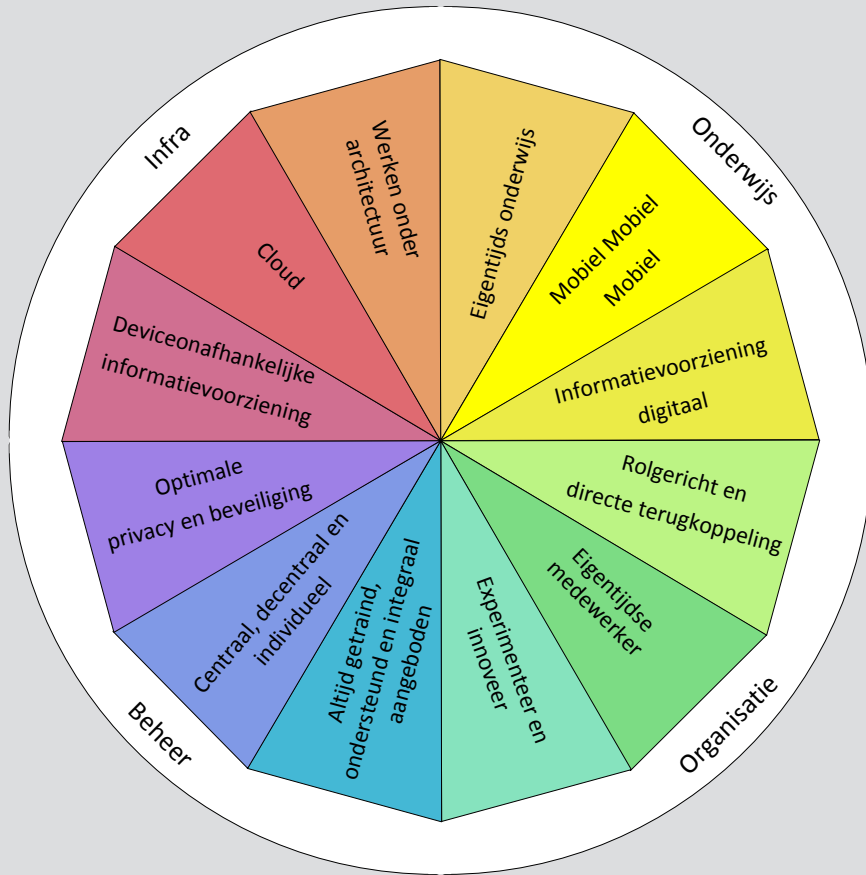 Onderwijs
Eigentijds onderwijs
Mobiel Mobiel
Mobiel
Informatievoorziening
digitaal
Organisatie
Rolgericht en
directe terugkoppeling
Eigentijdse
medewerker
Experimenteer en
innoveer
Beheer
Altijd getraind,
ondersteund en integraal
aangeboden
Centraal, decentraal en
individueel
Optimale
privacy en beveiliging
Infra
Deviceonafhankelijke
informatievoorziening
Cloud
Werken onder
architectuur